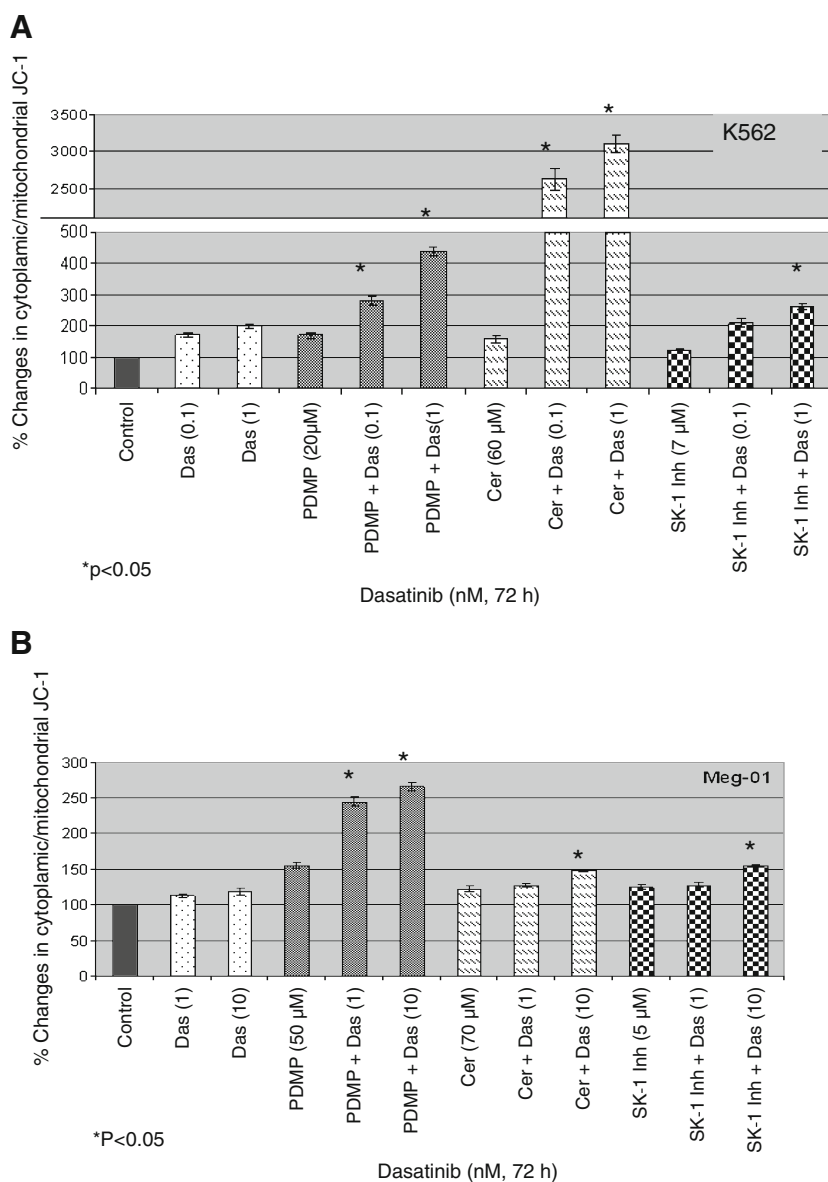 A
% Changes in cytoplamic/mitochondrial JC-1
3500
3000
2500
500
400
300
200
100
0
K562
*
*
*
*
*
Control
Das (0.1)
Das (1)
PDMP (20µM)
PDMP + Das (0.1)
PDMP + Das(1)
Cer (60 µM)
Cer + Das (0.1)
Cer + Das (1)
SK-1 Inh (7 µM)
SK-1 Inh + Das (0.1)
SK-1 Inh + Das (1)
*p<0.05
Dasatinib (nM, 72 h)
B
% Changes in cytoplamic/mitochondrial JC-1
300
250
200
150
100
50
0
Meg-01
*
*
*
*
Control
Das (1)
Das (10)
PDMP (50 µM)
PDMP + Das (1)
PDMP + Das (10)
Cer (70 µM)
Cer + Das (1)
Cer + Das (10)
SK-1 Inh (5 µM)
SK-1 Inh + Das (1)
SK-1 Inh + Das (10)
*P<0.05
Dasatinib (nM, 72 h)